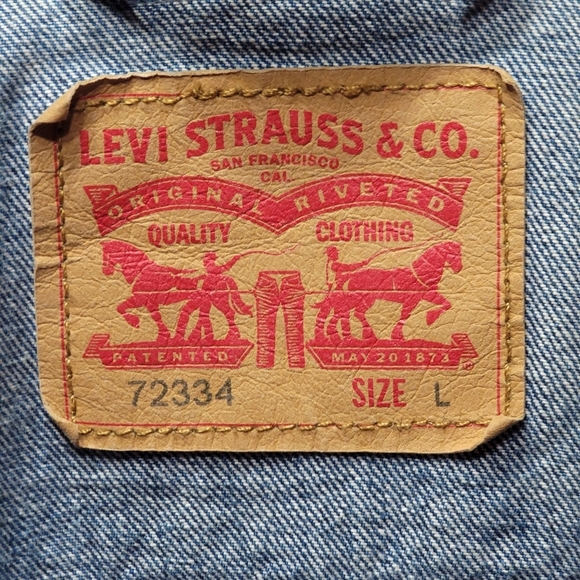 LEVI STRAUSS & CO.
SAN FRANCISCO
CAL.
ORIGINAL RIVETED
QUALITY CLOTHING
PATENTED MAY 20 1873
®
72334 SIZE L